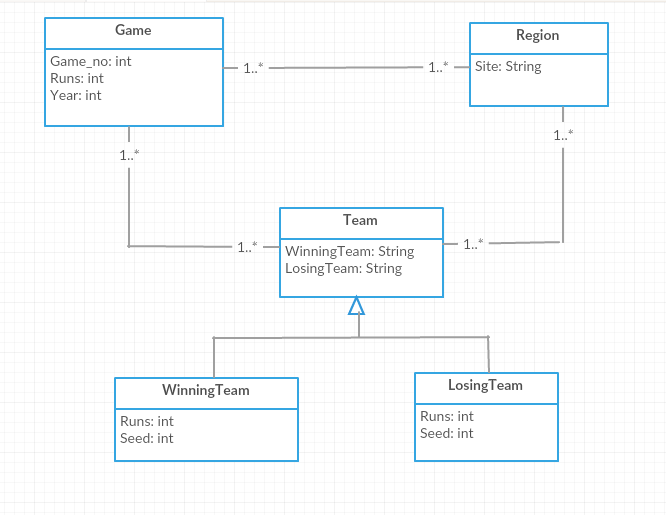 Game
Game_no: int
Runs: int
Year: int
1..*
1..*
Region
Site: String
1..*
1..*
1..*
1..*
Team
WinningTeam: String
LosingTeam: String
WinningTeam
Runs: int
Seed: int
LosingTeam
Runs: int
Seed: int